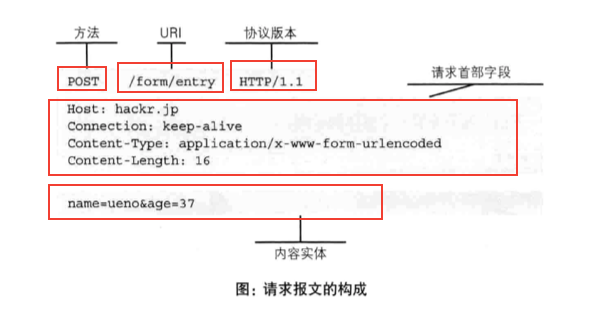 方法 URI 协议版本
POST /form/entry HTTP/1.1
请求首部字段
Host: hackr.jp
Connection: keep-alive
Content-Type: application/x-www-form-urlencoded
Content-Length: 16
name=ueno&age=37
内容实体
图: 请求报文的构成